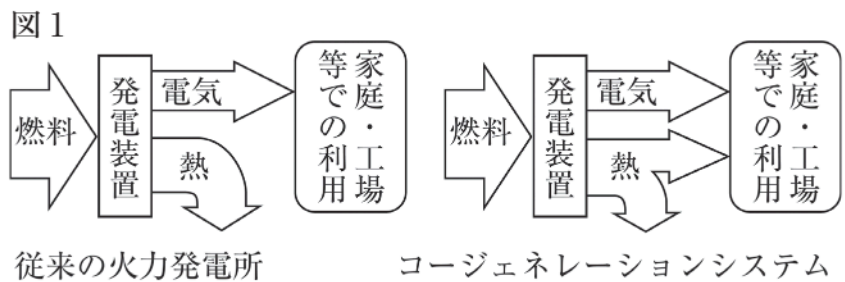 図1
燃料
発電装置
電気
熱
家庭・工場
等での利用
燃料
発電装置
電気
熱
家庭・工場
等での利用
従来の火力発電所
コージェネレーションシステム